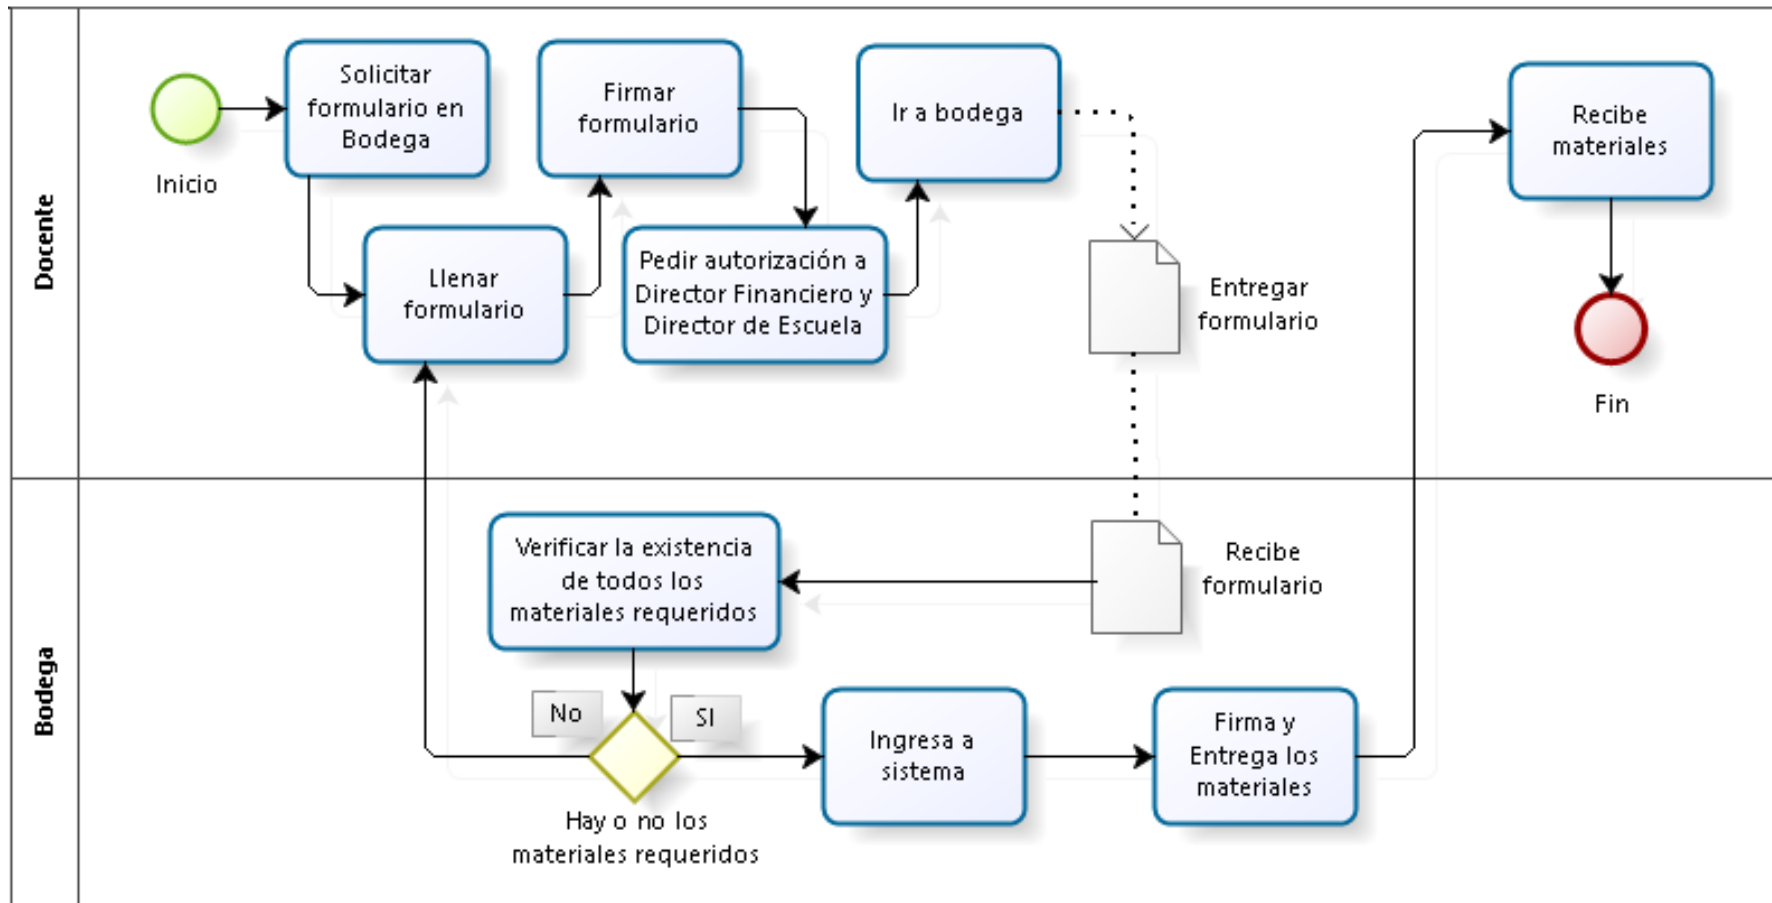 Docente
Inicio
Solicitar
formulario en
Bodega
Llenar
formulario
Firmar
formulario
Pedir autorización a
Director Financiero y
Director de Escuela
Ir a bodega
Entregar
formulario
Recibe
materiales
Fin
Bodega
Recibe
formulario
Verificar la existencia
de todos los
materiales requeridos
No
SI
Hay o no los
materiales requeridos
Ingresa a
sistema
Firma y
Entrega los
materiales